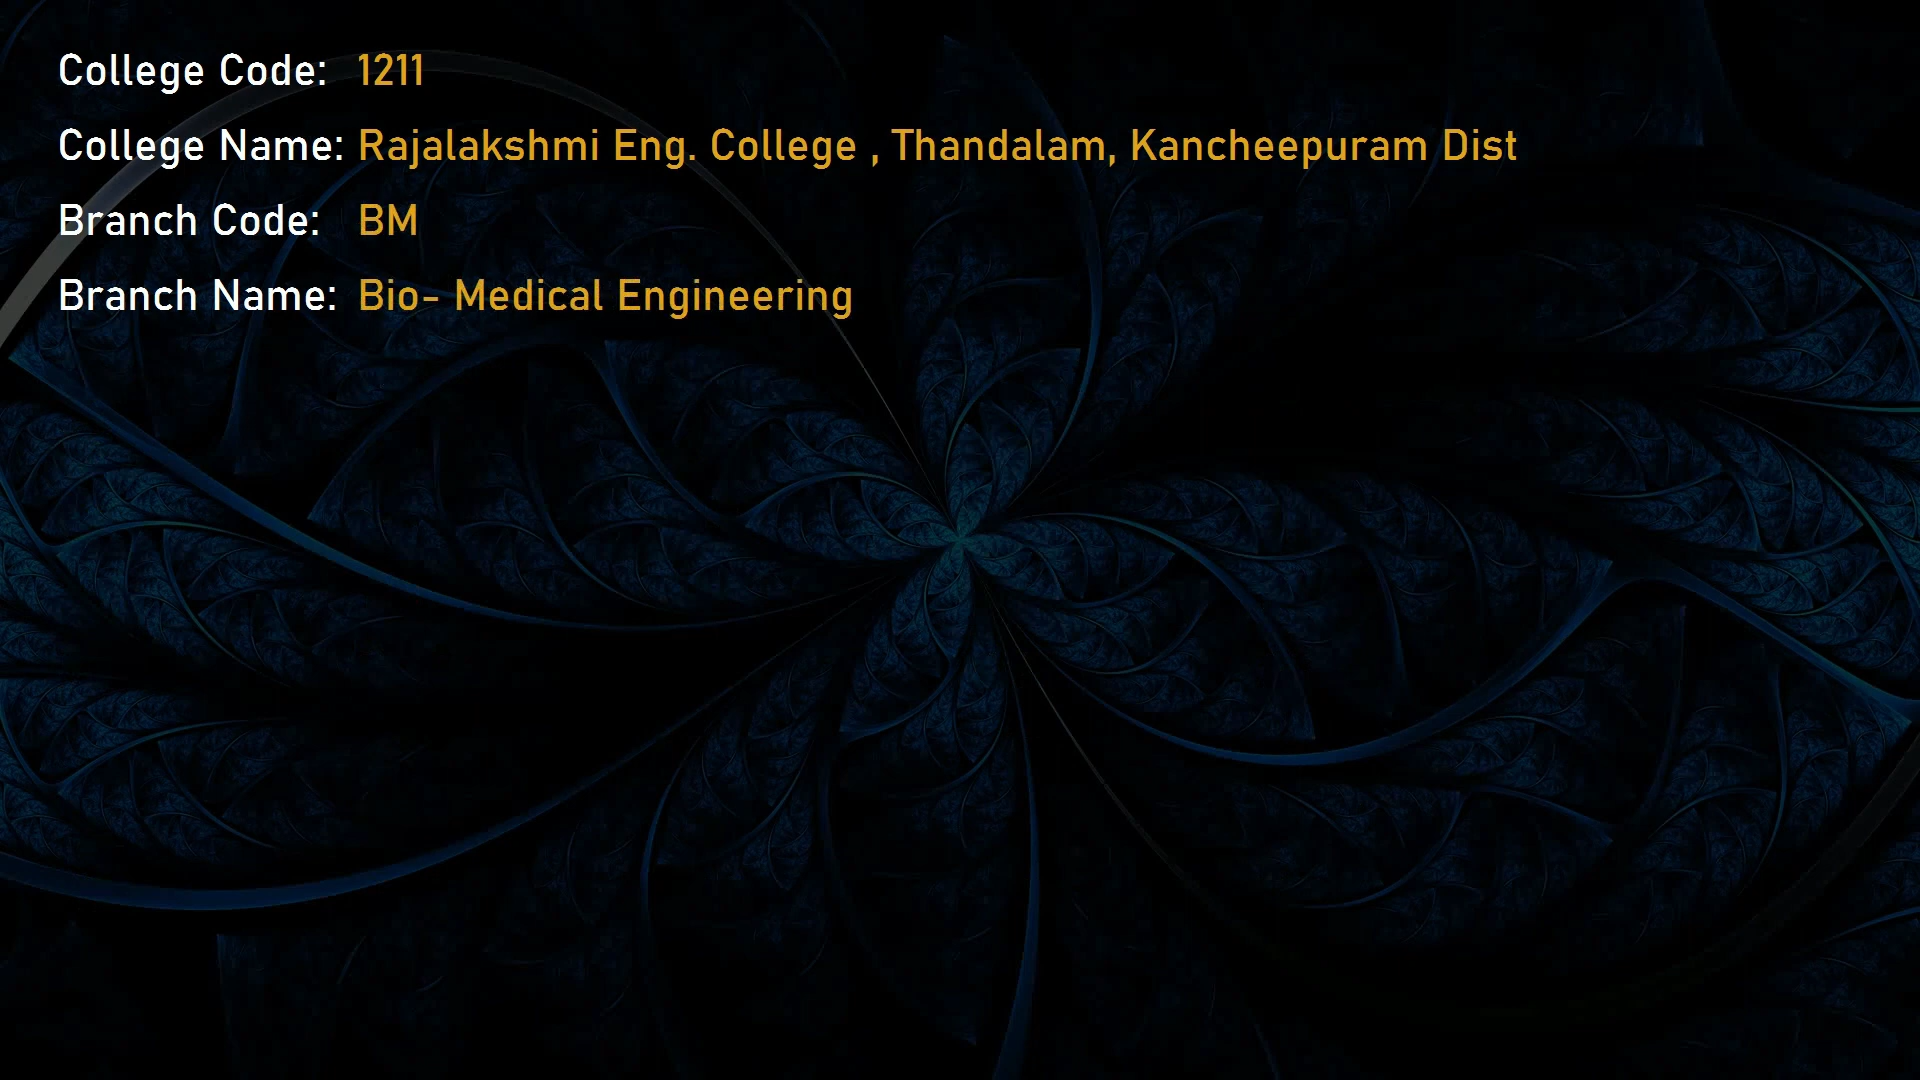 College Code: 1211
College Name: Rajalakshmi Eng. College , Thandalam, Kancheepuram Dist
Branch Code: BM
Branch Name: Bio- Medical Engineering